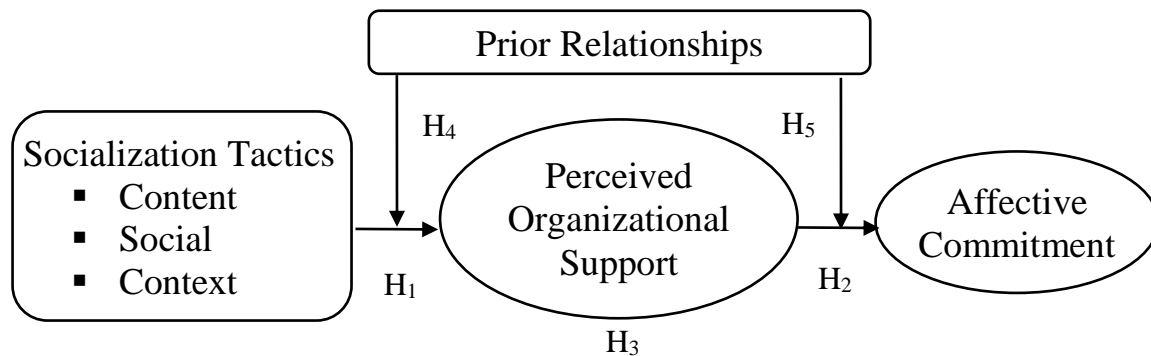 Prior Relationships
H₄
H₅
Socialization Tactics
▪ Content
▪ Social
▪ Context
H₁
Perceived
Organizational
Support
H₃
H₂
Affective
Commitment